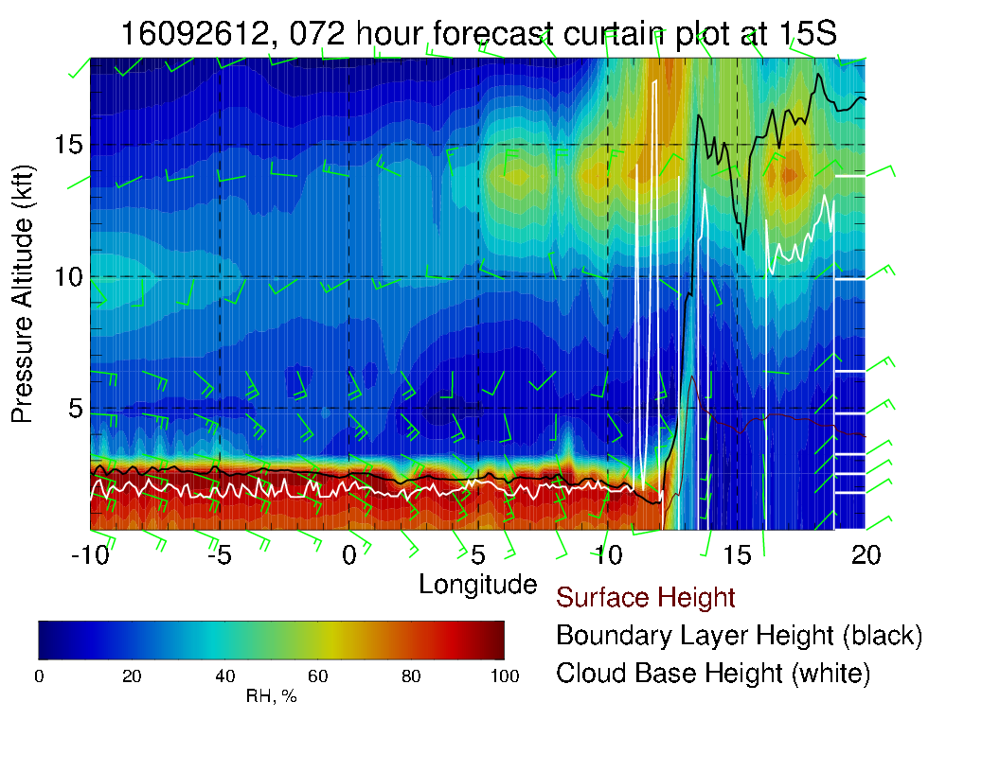 16092612, 072 hour forecast curtain plot at 15S
Pressure Altitude (kft)
15
10
5
-10 -5 0 5 10 15 20
Longitude
Surface Height
Boundary Layer Height (black)
Cloud Base Height (white)
0 20 40 60 80 100
RH, %